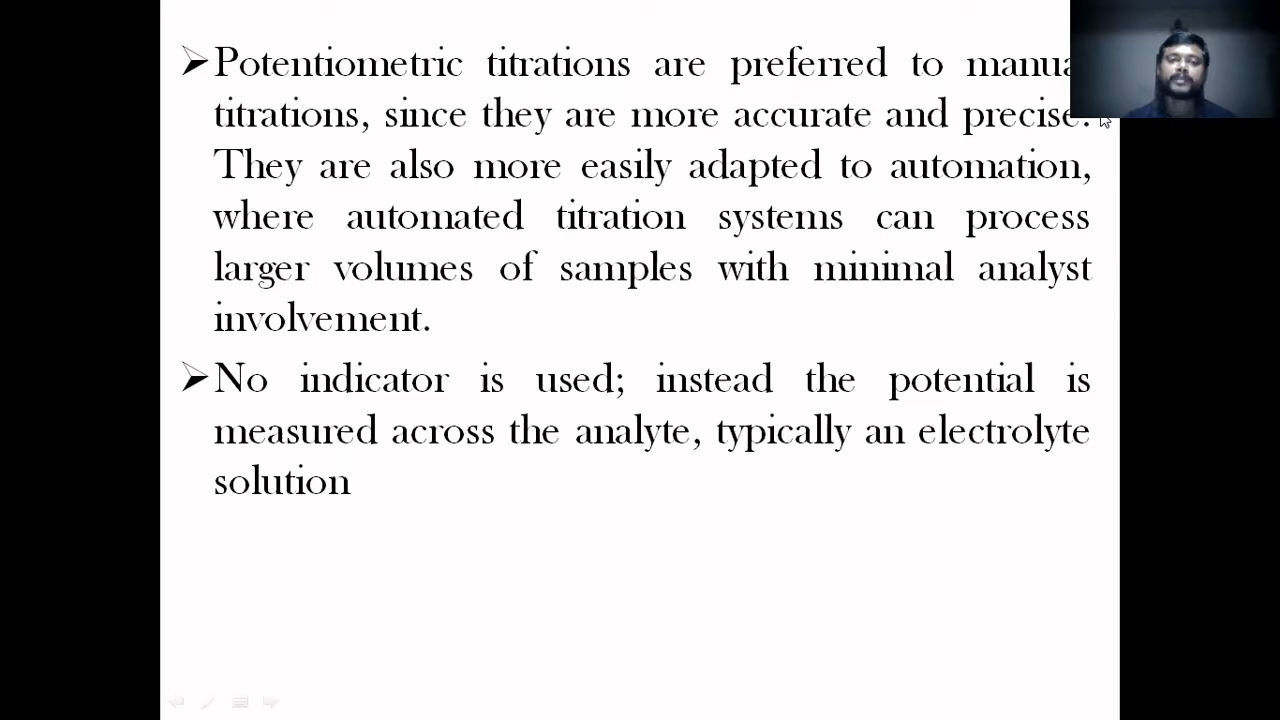 ➢Potentiometric titrations are preferred to manua
titrations, since they are more accurate and precise.
They are also more easily adapted to automation,
where automated titration systems can process
larger volumes of samples with minimal analyst
involvement.
➢No indicator is used; instead the potential is
measured across the analyte, typically an electrolyte
solution